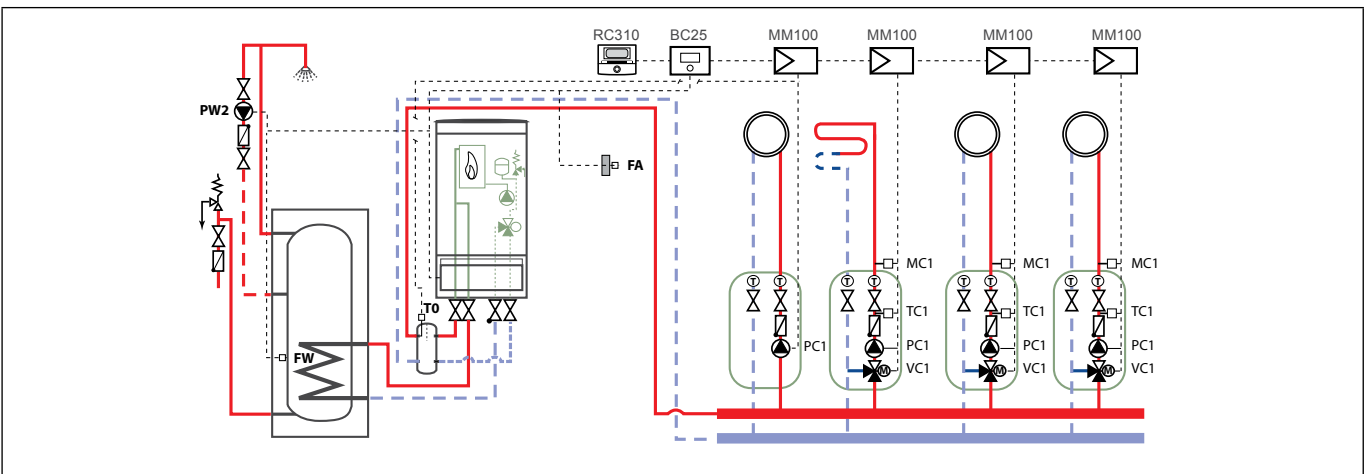 RC310 BC25 MM100 MM100 MM100 MM100
PW2
FA
T T T T T T T T
MC1 MC1 MC1
T0
TC1 TC1 TC1
PC1 PC1 PC1 PC1
FW
M VC1 M VC1 M VC1